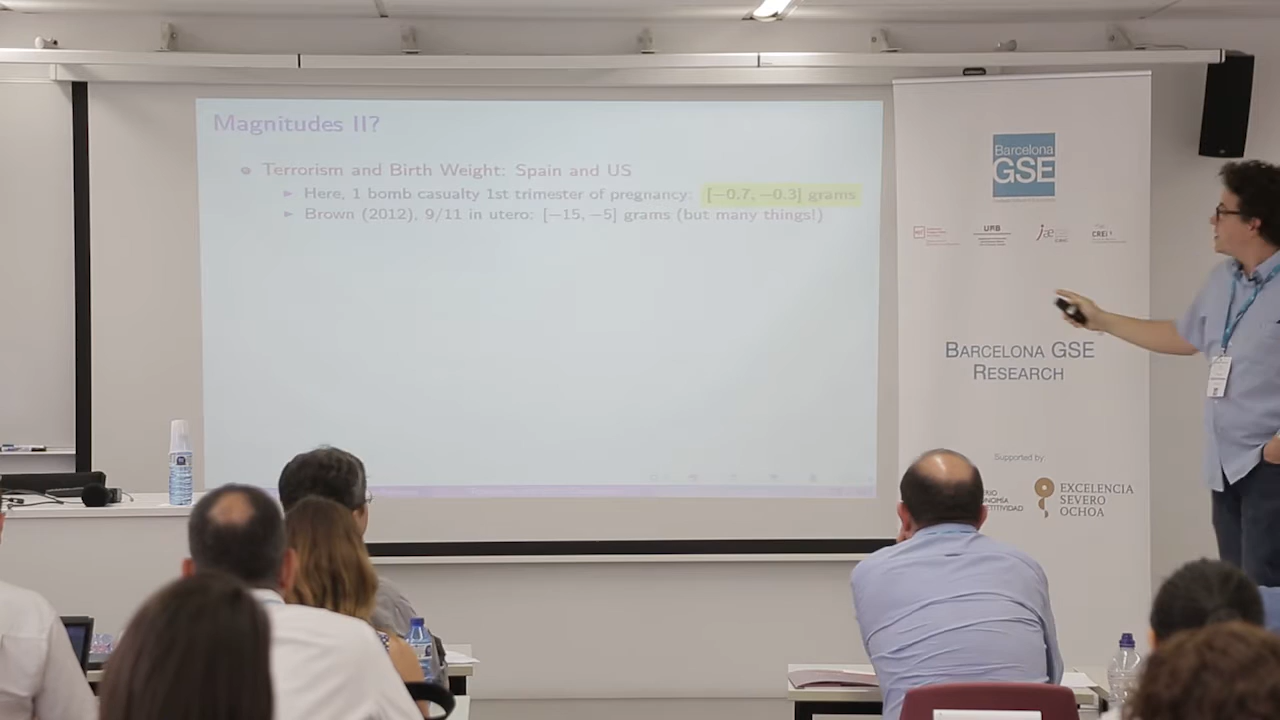 Magnitudes II?
Terrorism and Birth Weight: Spain and US
Here, 1 bomb casualty 1st trimester of pregnancy: [−0.7, −0.3] grams
Brown (2012), 9/11 in utero: [−15, −5] grams (but many things!)
Barcelona
GSE
UPB
iae
CREi
BARCELONA GSE
RESEARCH
Supported by:
EXCELENCIA
SEVERO
OCHOA